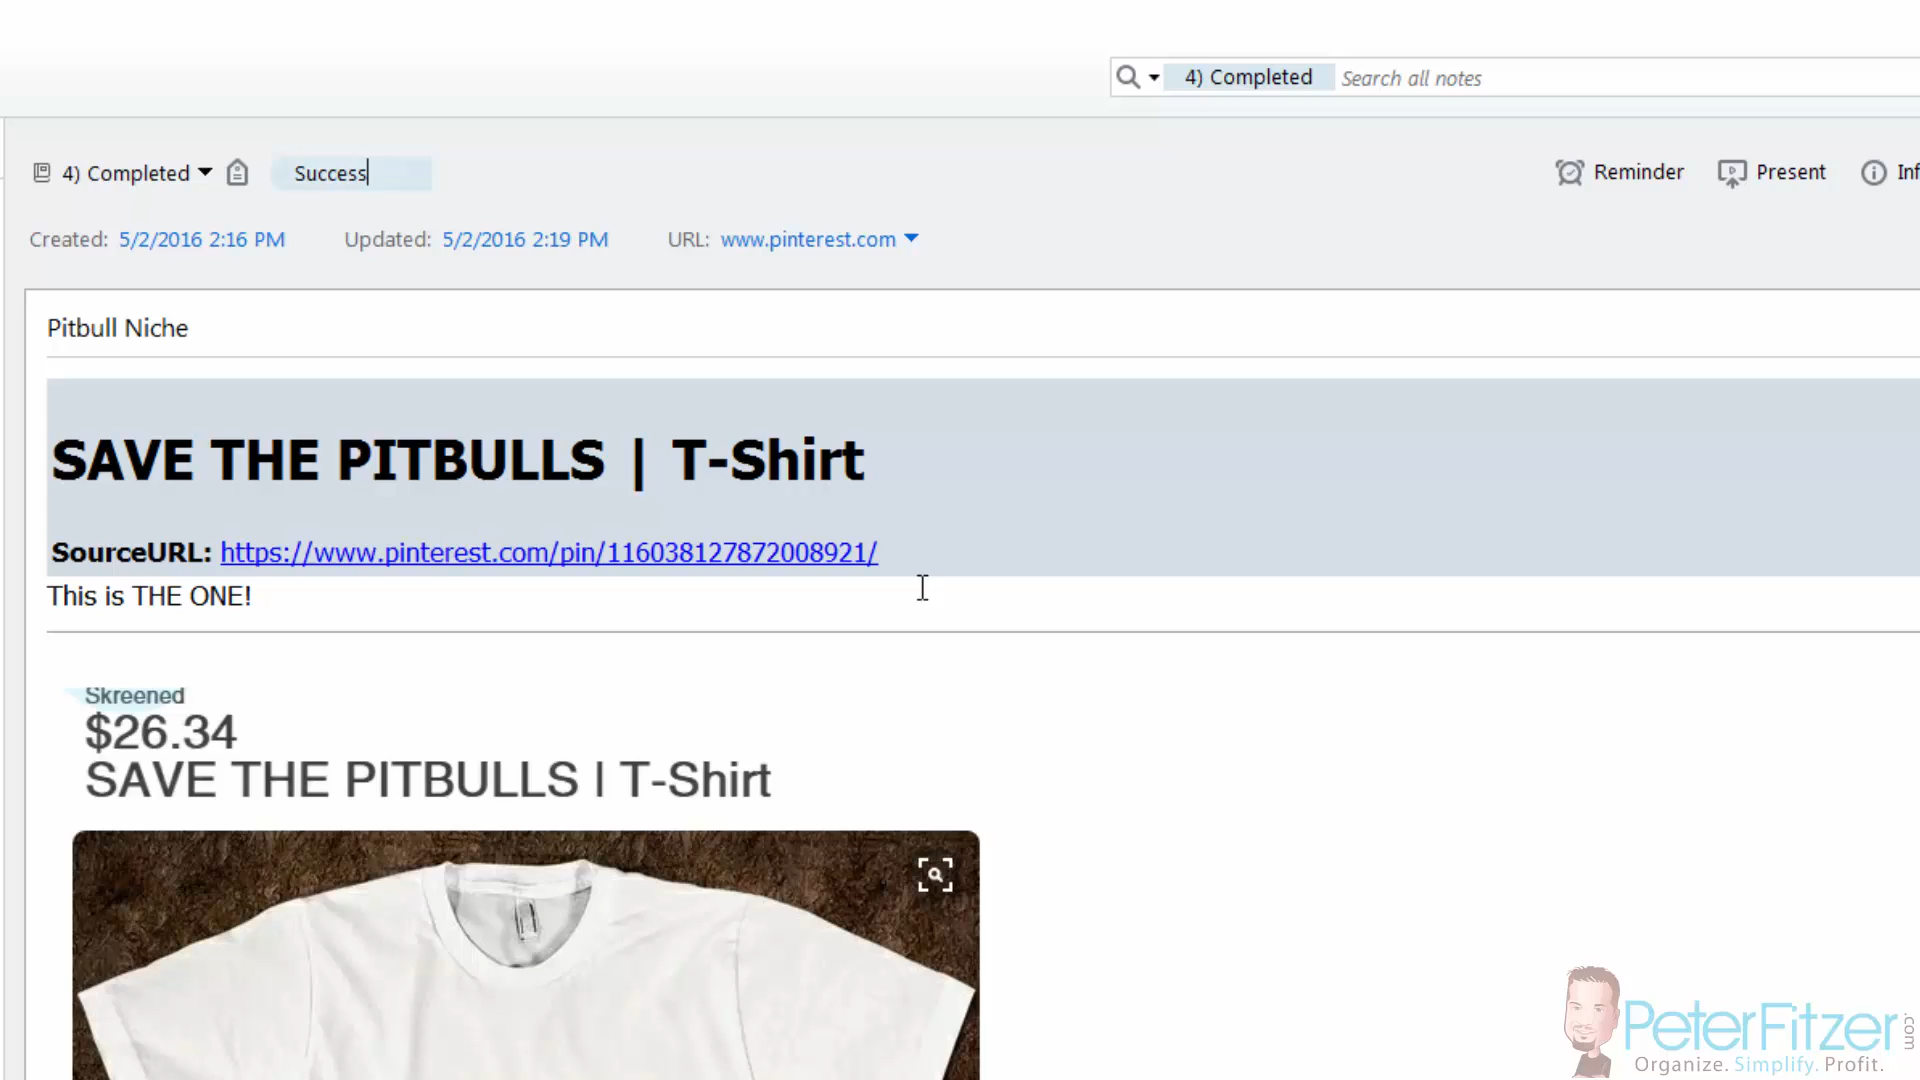 4) Completed Search all notes
4) Completed Success Reminder Present Inf
Created: 5/2/2016 2:16 PM Updated: 5/2/2016 2:19 PM URL: www.pinterest.com
Pitbull Niche
SAVE THE PITBULLS | T-Shirt
SourceURL: https://www.pinterest.com/pin/116038127872008921/
This is THE ONE!
Skreened
$26.34
SAVE THE PITBULLS | T-Shirt
PeterFitzer.com
Organize. Simplify. Profit.